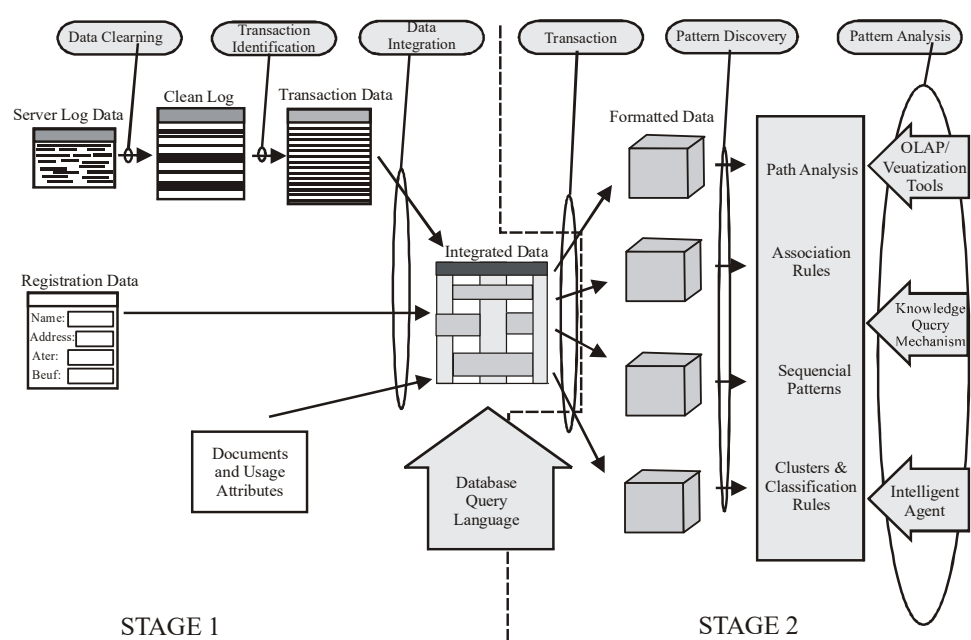 Data Clearning
Transaction
Identification
Data
Integration
Transaction
Pattern Discovery
Pattern Analysis
Server Log Data
Clean Log
Transaction Data
Formatted Data
OLAP/
Veuatization
Tools
Path Analysis
Integrated Data
Association
Rules
Registration Data
Name:
Address:
Ater:
Beuf:
Knowledge
Qucry
Mechanism
Sequencial
Patterns
Documents
and Usage
Attributes
Database
Query
Language
Clusters &
Classification
Rules
Intelligent
Agent
STAGE 1
STAGE 2